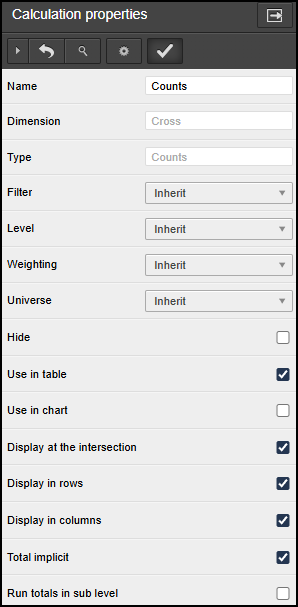 Calculation properties
Name Counts
Dimension Cross
Type Counts
Filter Inherit
Level Inherit
Weighting Inherit
Universe Inherit
Hide
Use in table
Use in chart
Display at the intersection
Display in rows
Display in columns
Total implicit
Run totals in sub level